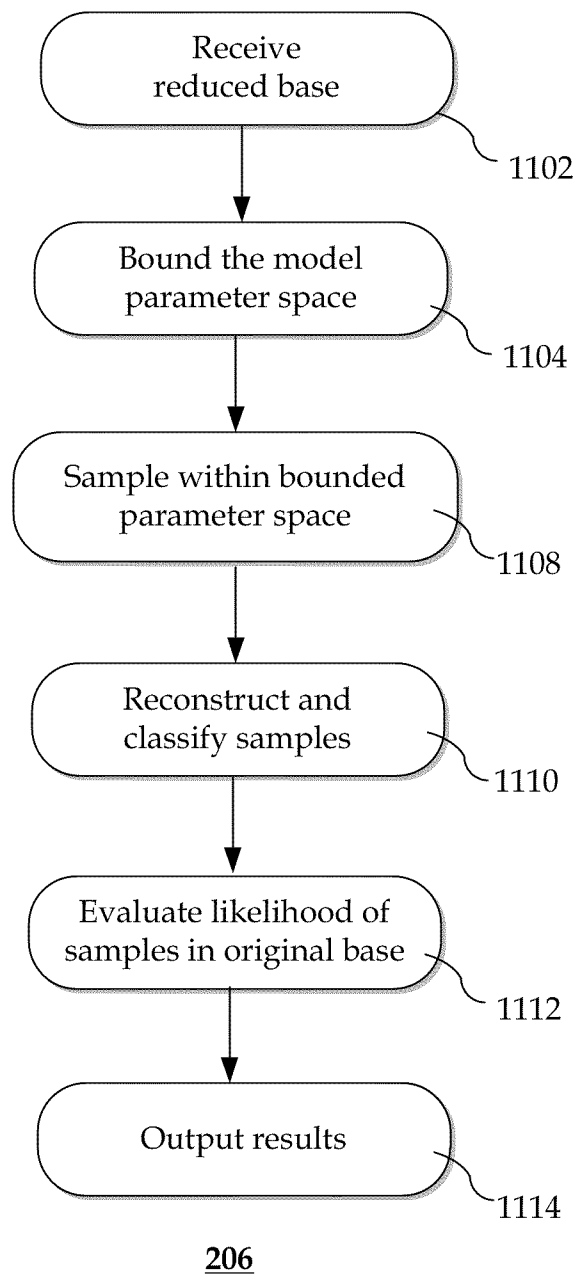 Receive
reduced base
1102
Bound the model
parameter space
1104
Sample within bounded
parameter space
1108
Reconstruct and
classify samples
1110
Evaluate likelihood of
samples in original base
1112
Output results
1114
206